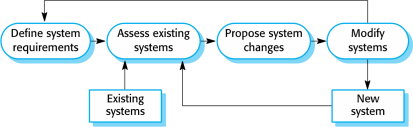 Define system
requirements
Assess existing
systems
Propose system
changes
Modify
systems
Existing
systems
New
system